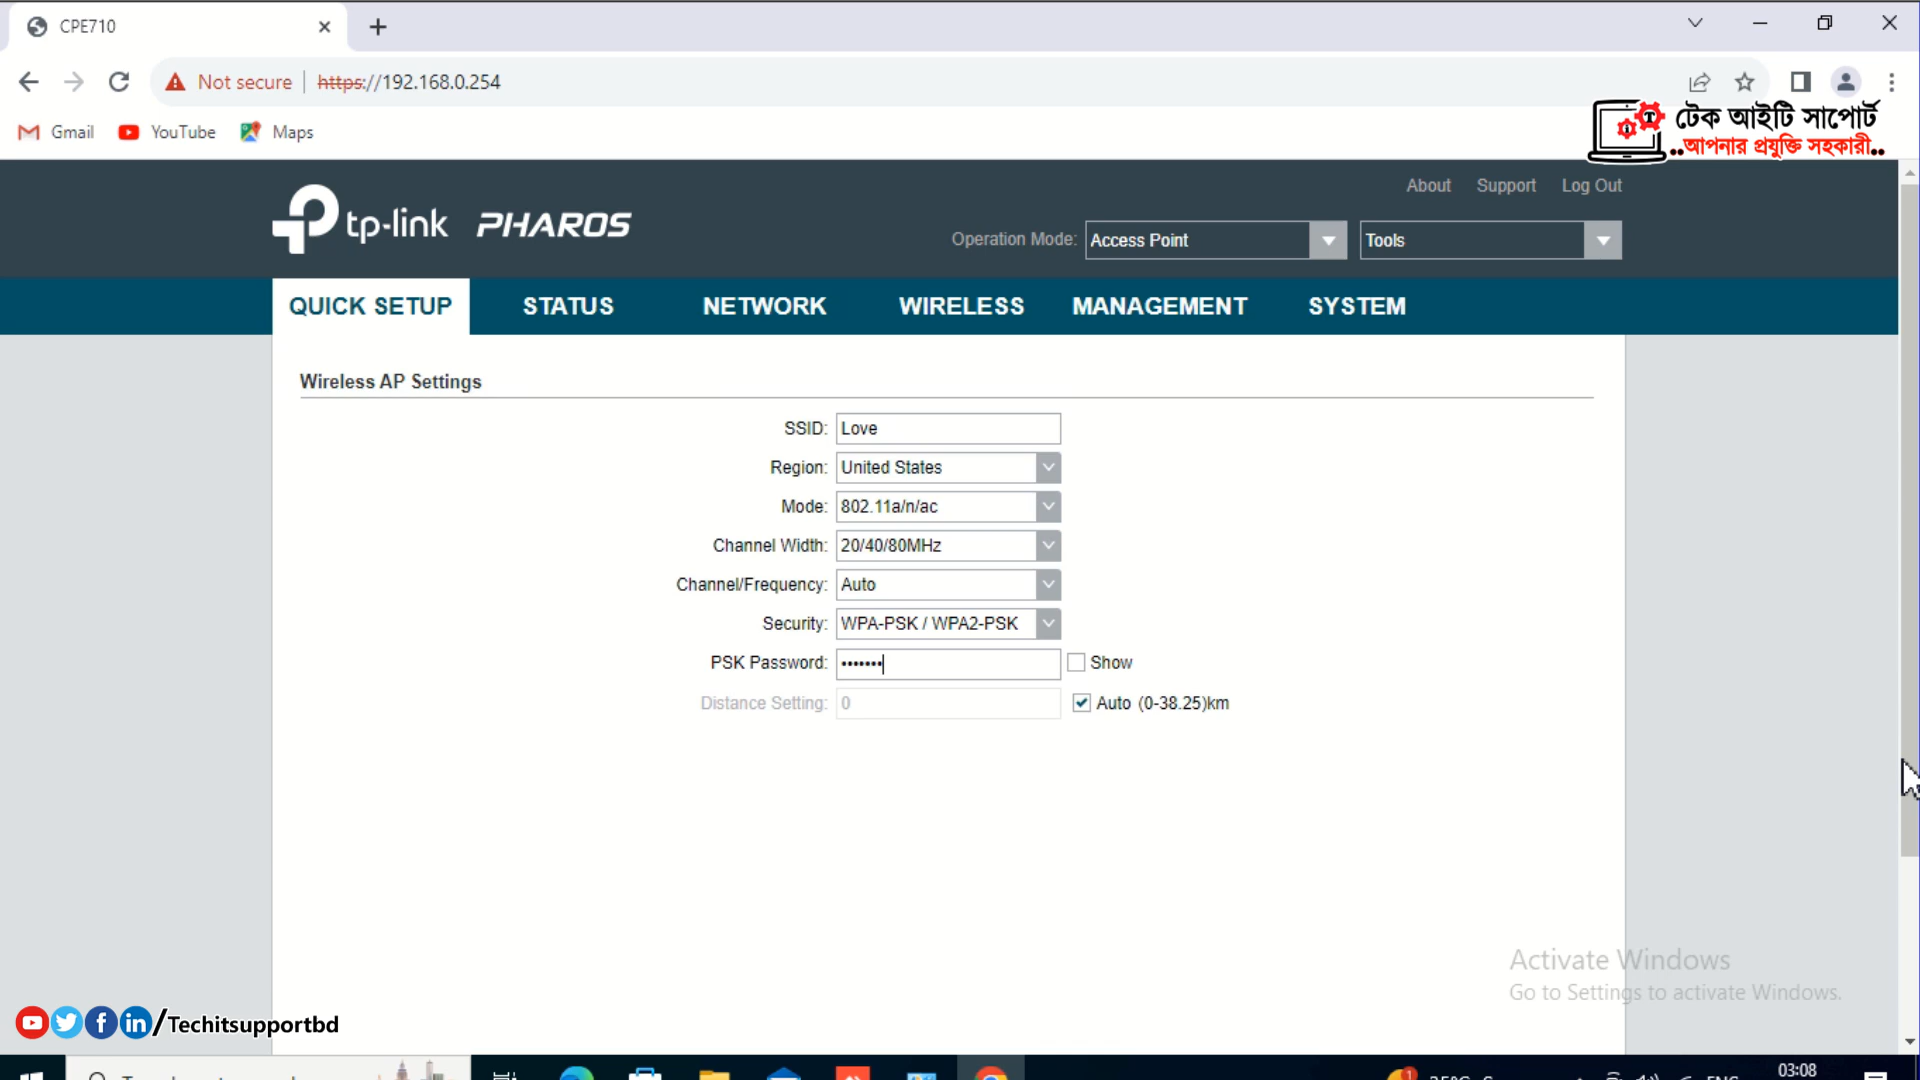 CPE710
Not secure | https://192.168.0.254
Gmail YouTube Maps
টেক আইটি সাপোর্ট
..আপনার প্রযুক্তি সহকারী..
About Support Log Out
tp-link PHAROS
Operation Mode: Access Point Tools
QUICK SETUP STATUS NETWORK WIRELESS MANAGEMENT SYSTEM
Wireless AP Settings
SSID: Love
Region: United States
Mode: 802.11a/n/ac
Channel Width: 20/40/80MHz
Channel/Frequency: Auto
Security: WPA-PSK / WPA2-PSK
PSK Password: ••••••• Show
Distance Setting: 0 Auto (0-38.25)km
Activate Windows
Go to Settings to activate Windows.
/Techitsupportbd
03:08